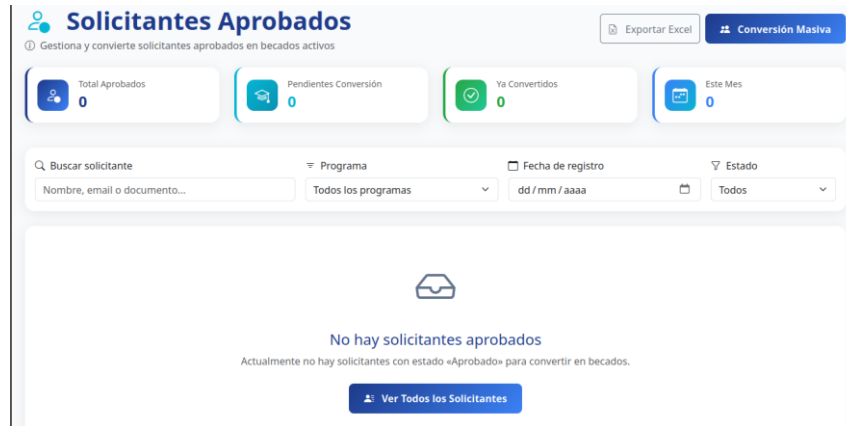 Solicitantes Aprobados
Gestiona y convierte solicitantes aprobados en becados activos
Exportar Excel
Conversión Masiva
Total Aprobados
0
Pendientes Conversión
0
Ya Convertidos
0
Este Mes
0
Buscar solicitante
Programa
Fecha de registro
Estado
Nombre, email o documento...
Todos los programas
dd/mm/aaaa
Todos
No hay solicitantes aprobados
Actualmente no hay solicitantes con estado «Aprobado» para convertir en becados.
Ver Todos los Solicitantes